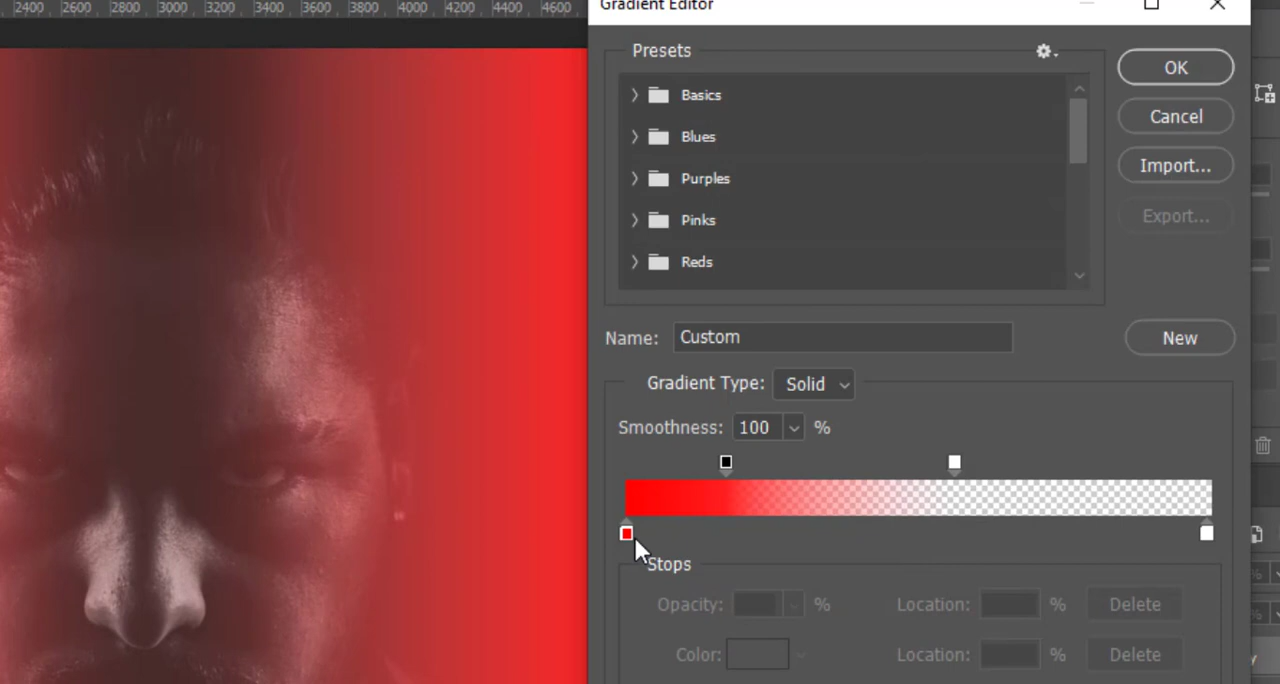 2400 2600 2800 3000 3200 3400 3600 3800 4000 4200 4400 4600
Gradient Editor
Presets
OK
Basics
Cancel
Blues
Import...
Purples
Export...
Pinks
Reds
Name: Custom
New
Gradient Type: Solid
Smoothness: 100 %
Stops
Opacity: % Location: % Delete
Color: Location: % Delete